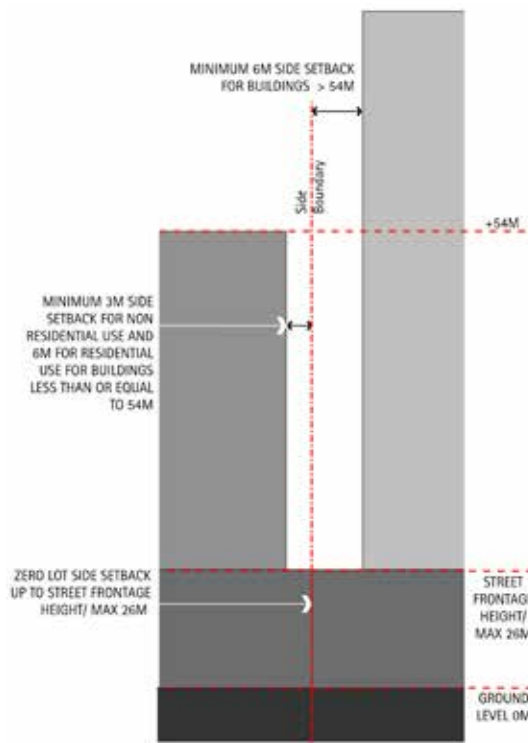 MINIMUM 6M SIDE SETBACK
FOR BUILDINGS > 54M
Side
Boundary
+54M
MINIMUM 3M SIDE
SETBACK FOR NON
RESIDENTIAL USE AND
6M FOR RESIDENTIAL
USE FOR BUILDINGS
LESS THAN OR EQUAL
TO 54M
ZERO LOT SIDE SETBACK
UP TO STREET FRONTAGE
HEIGHT/ MAX 26M
STREET
FRONTAGE
HEIGHT/
MAX 26M
GROUND
LEVEL 0M